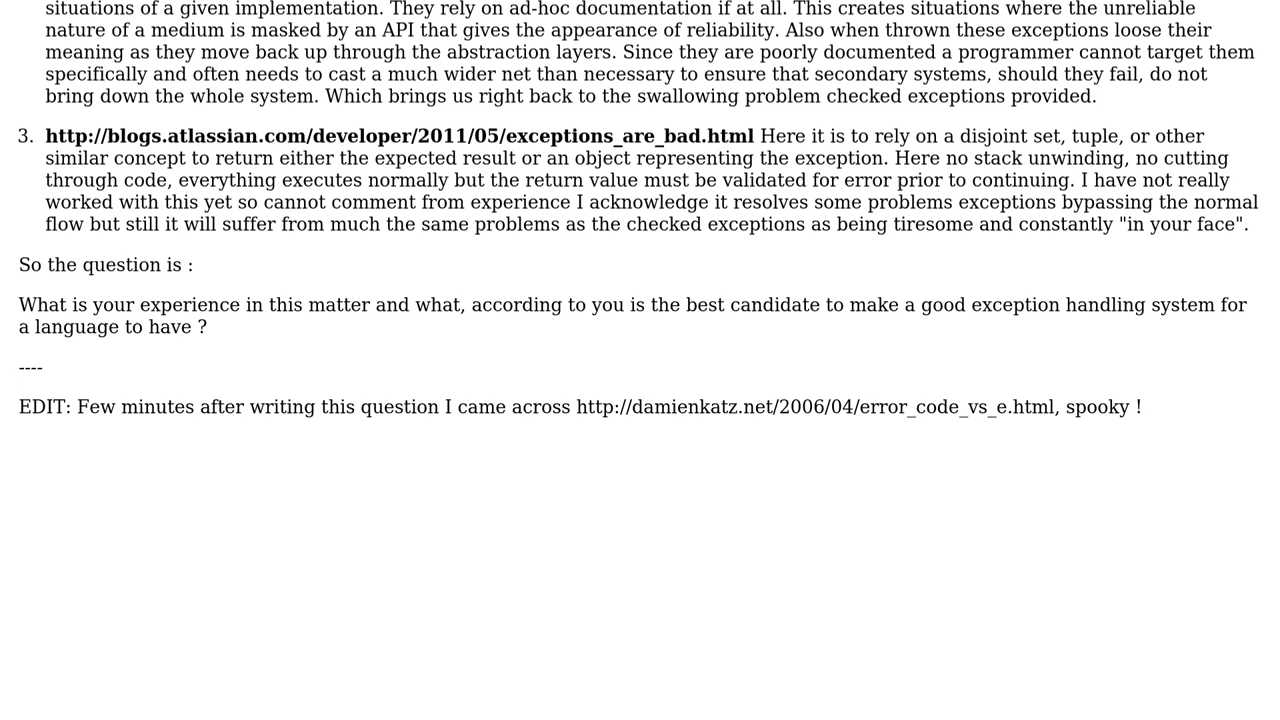 situations of a given implementation. They rely on ad-hoc documentation if at all. This creates situations where the unreliable
nature of a medium is masked by an API that gives the appearance of reliability. Also when thrown these exceptions loose their
meaning as they move back up through the abstraction layers. Since they are poorly documented a programmer cannot target them
specifically and often needs to cast a much wider net than necessary to ensure that secondary systems, should they fail, do not
bring down the whole system. Which brings us right back to the swallowing problem checked exceptions provided.
3. http://blogs.atlassian.com/developer/2011/05/exceptions_are_bad.html Here it is to rely on a disjoint set, tuple, or other
similar concept to return either the expected result or an object representing the exception. Here no stack unwinding, no cutting
through code, everything executes normally but the return value must be validated for error prior to continuing. I have not really
worked with this yet so cannot comment from experience I acknowledge it resolves some problems exceptions bypassing the normal
flow but still it will suffer from much the same problems as the checked exceptions as being tiresome and constantly "in your face".
So the question is :
What is your experience in this matter and what, according to you is the best candidate to make a good exception handling system for
a language to have ?
----
EDIT: Few minutes after writing this question I came across http://damienkatz.net/2006/04/error_code_vs_e.html, spooky !